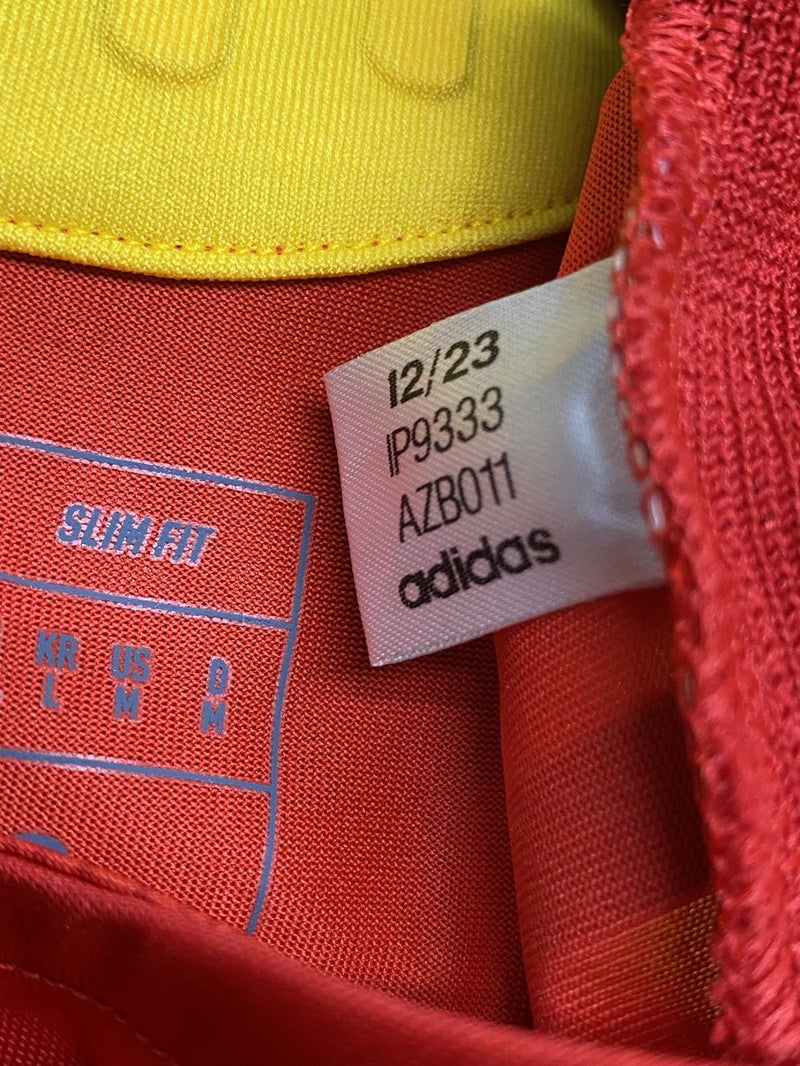 12/23
IP9333
AZB011
adidas
SLIM FIT
KR US D
L M M